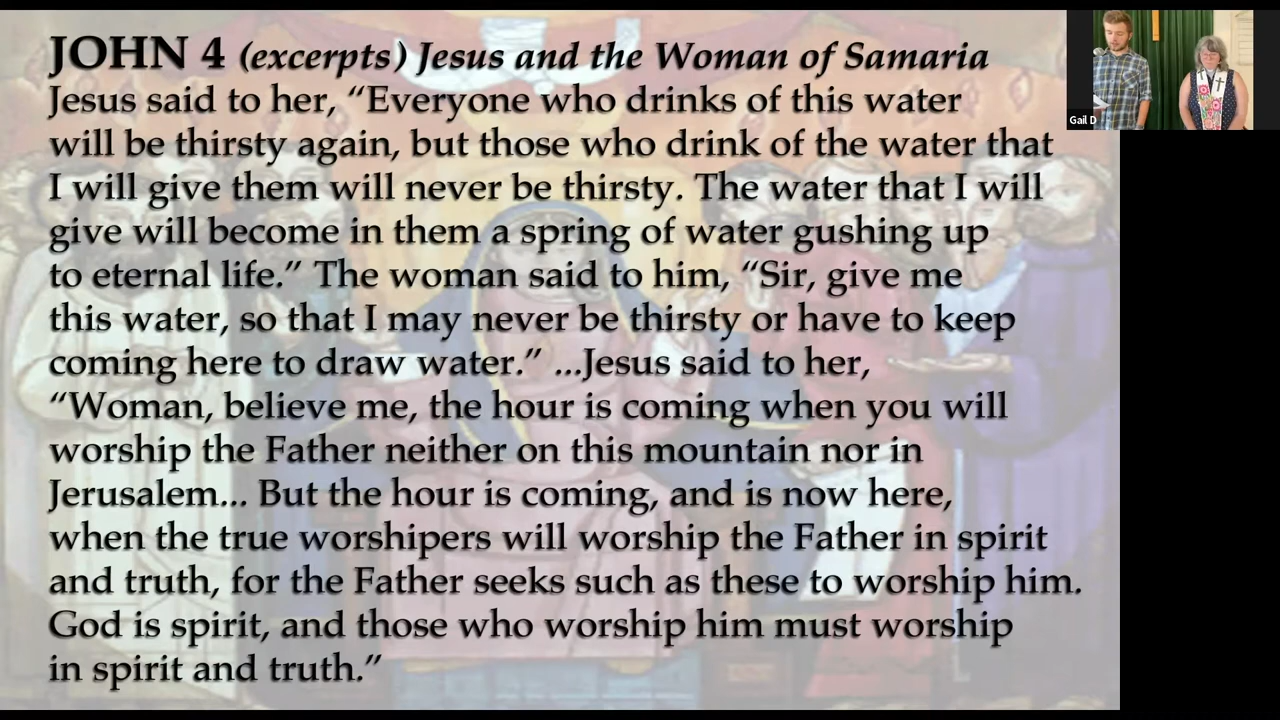 JOHN 4 (excerpts) Jesus and the Woman of Samaria
Jesus said to her, “Everyone who drinks of this water
will be thirsty again, but those who drink of the water that
I will give them will never be thirsty. The water that I will
give will become in them a spring of water gushing up
to eternal life.” The woman said to him, “Sir, give me
this water, so that I may never be thirsty or have to keep
coming here to draw water.” ...Jesus said to her,
“Woman, believe me, the hour is coming when you will
worship the Father neither on this mountain nor in
Jerusalem... But the hour is coming, and is now here,
when the true worshipers will worship the Father in spirit
and truth, for the Father seeks such as these to worship him.
God is spirit, and those who worship him must worship
in spirit and truth.”
Gail D